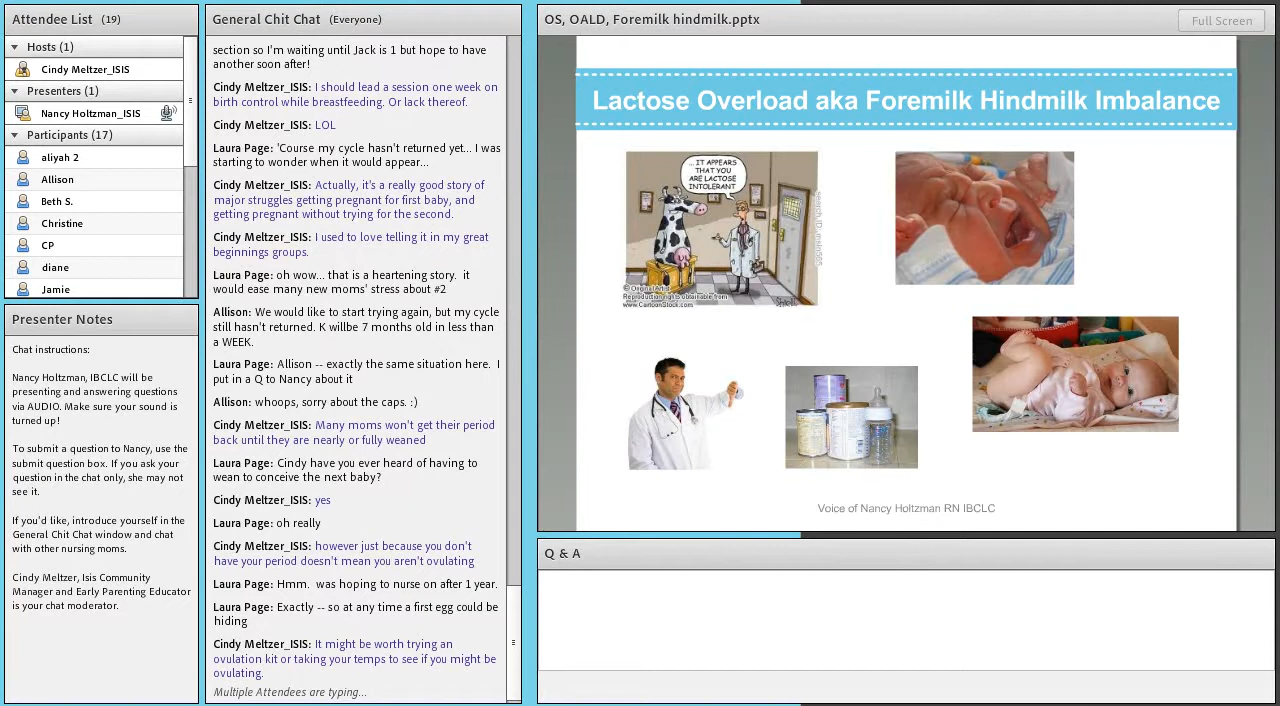 Attendee List (19)
Hosts (1)
Cindy Meltzer_ISIS
Presenters (1)
Nancy Holtzman_ISIS
Participants (17)
aliyah 2
Allison
Beth S.
Christine
CP
diane
Jamie
Presenter Notes
Chat instructions:
Nancy Holtzman, IBCLC will be
presenting and answering questions
via AUDIO. Make sure your sound is
turned up!
To submit a question to Nancy, use the
submit question box. If you ask your
question in the chat only, she may not
see it.
If you'd like, introduce yourself in the
General Chit Chat window and chat
with other nursing moms.
Cindy Meltzer, Isis Community
Manager and Early Parenting Educator
is your chat moderator.
General Chit Chat (Everyone)
section so I'm waiting until Jack is 1 but hope to have
another soon after!
Cindy Meltzer_ISIS: I should lead a session one week on
birth control while breastfeeding. Or lack thereof.
Cindy Meltzer_ISIS: LOL
Laura Page: 'Course my cycle hasn't returned yet... I was
starting to wonder when it would appear...
Cindy Meltzer_ISIS: Actually, it's a really good story of
major struggles getting pregnant for first baby, and
getting pregnant without trying for the second.
Cindy Meltzer_ISIS: I used to love telling it in my great
beginnings groups.
Laura Page: oh wow... that is a heartening story. it
would ease many new moms' stress about #2
Allison: We would like to start trying again, but my cycle
still hasn't returned. K willbe 7 months old in less than
a WEEK.
Laura Page: Allison -- exactly the same situation here. I
put in a Q to Nancy about it
Allison: whoops, sorry about the caps. :)
Cindy Meltzer_ISIS: Many moms won't get their period
back until they are nearly or fully weaned
Laura Page: Cindy have you ever heard of having to
wean to conceive the next baby?
Cindy Meltzer_ISIS: yes
Laura Page: oh really
Cindy Meltzer_ISIS: however just because you don't
have your period doesn't mean you aren't ovulating
Laura Page: Hmm. was hoping to nurse on after 1 year.
Laura Page: Exactly -- so at any time a first egg could be
hiding
Cindy Meltzer_ISIS: It might be worth trying an
ovulation kit or taking your temps to see if you might be
ovulating.
Multiple Attendees are typing...
OS, OALD, Foremilk hindmilk.pptx
Full Screen
Lactose Overload aka Foremilk Hindmilk Imbalance
... IT APPEARS
THAT YOU
ARE LACTOSE
INTOLERANT
© Original Artist
Reproduction rights obtainable from
www.CartoonStock.com
Voice of Nancy Holtzman RN IBCLC
Q & A